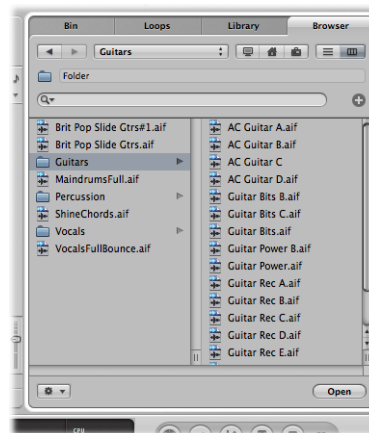 Bin Loops Library Browser
Guitars
Folder
Brit Pop Slide Gtrs#1.aif
Brit Pop Slide Gtrs.aif
Guitars
MaindrumsFull.aif
Percussion
ShineChords.aif
Vocals
VocalsFullBounce.aif
AC Guitar A.aif
AC Guitar B.aif
AC Guitar C
AC Guitar D.aif
Guitar Bits B.aif
Guitar Bits C.aif
Guitar Bits.aif
Guitar Power B.aif
Guitar Power.aif
Guitar Rec A.aif
Guitar Rec B.aif
Guitar Rec C.aif
Guitar Rec D.aif
Guitar Rec E.aif
Open
CPU